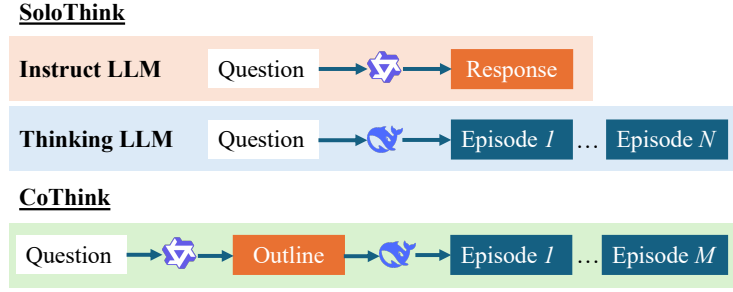 SoloThink
Instruct LLM Question Response
Thinking LLM Question Episode 1 ... Episode N
CoThink
Question Outline Episode 1 ... Episode M